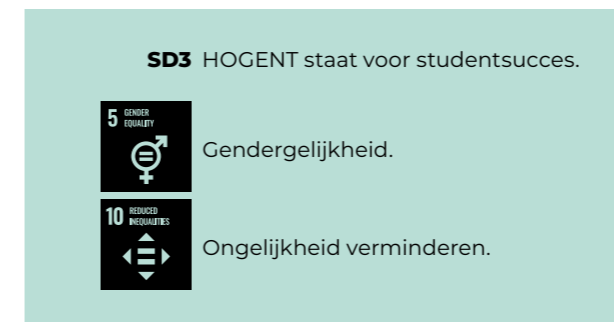 SD3 HOGENT staat voor studentsucces.
5 GENDER
EQUALITY
Gendergelijkheid.
10 REDUCED
INEQUALITIES
Ongelijkheid verminderen.